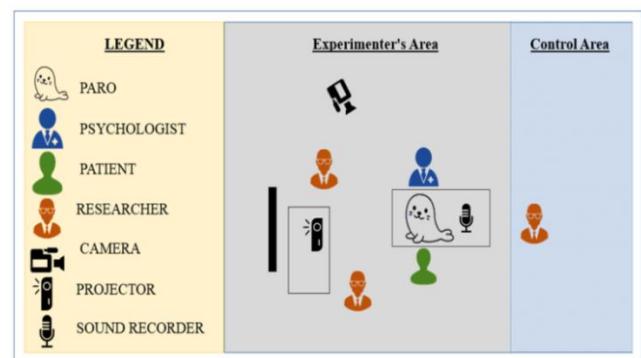 LEGEND
PARO
PSYCHOLOGIST
PATIENT
RESEARCHER
CAMERA
PROJECTOR
SOUND RECORDER
Experimenter's Area
Control Area